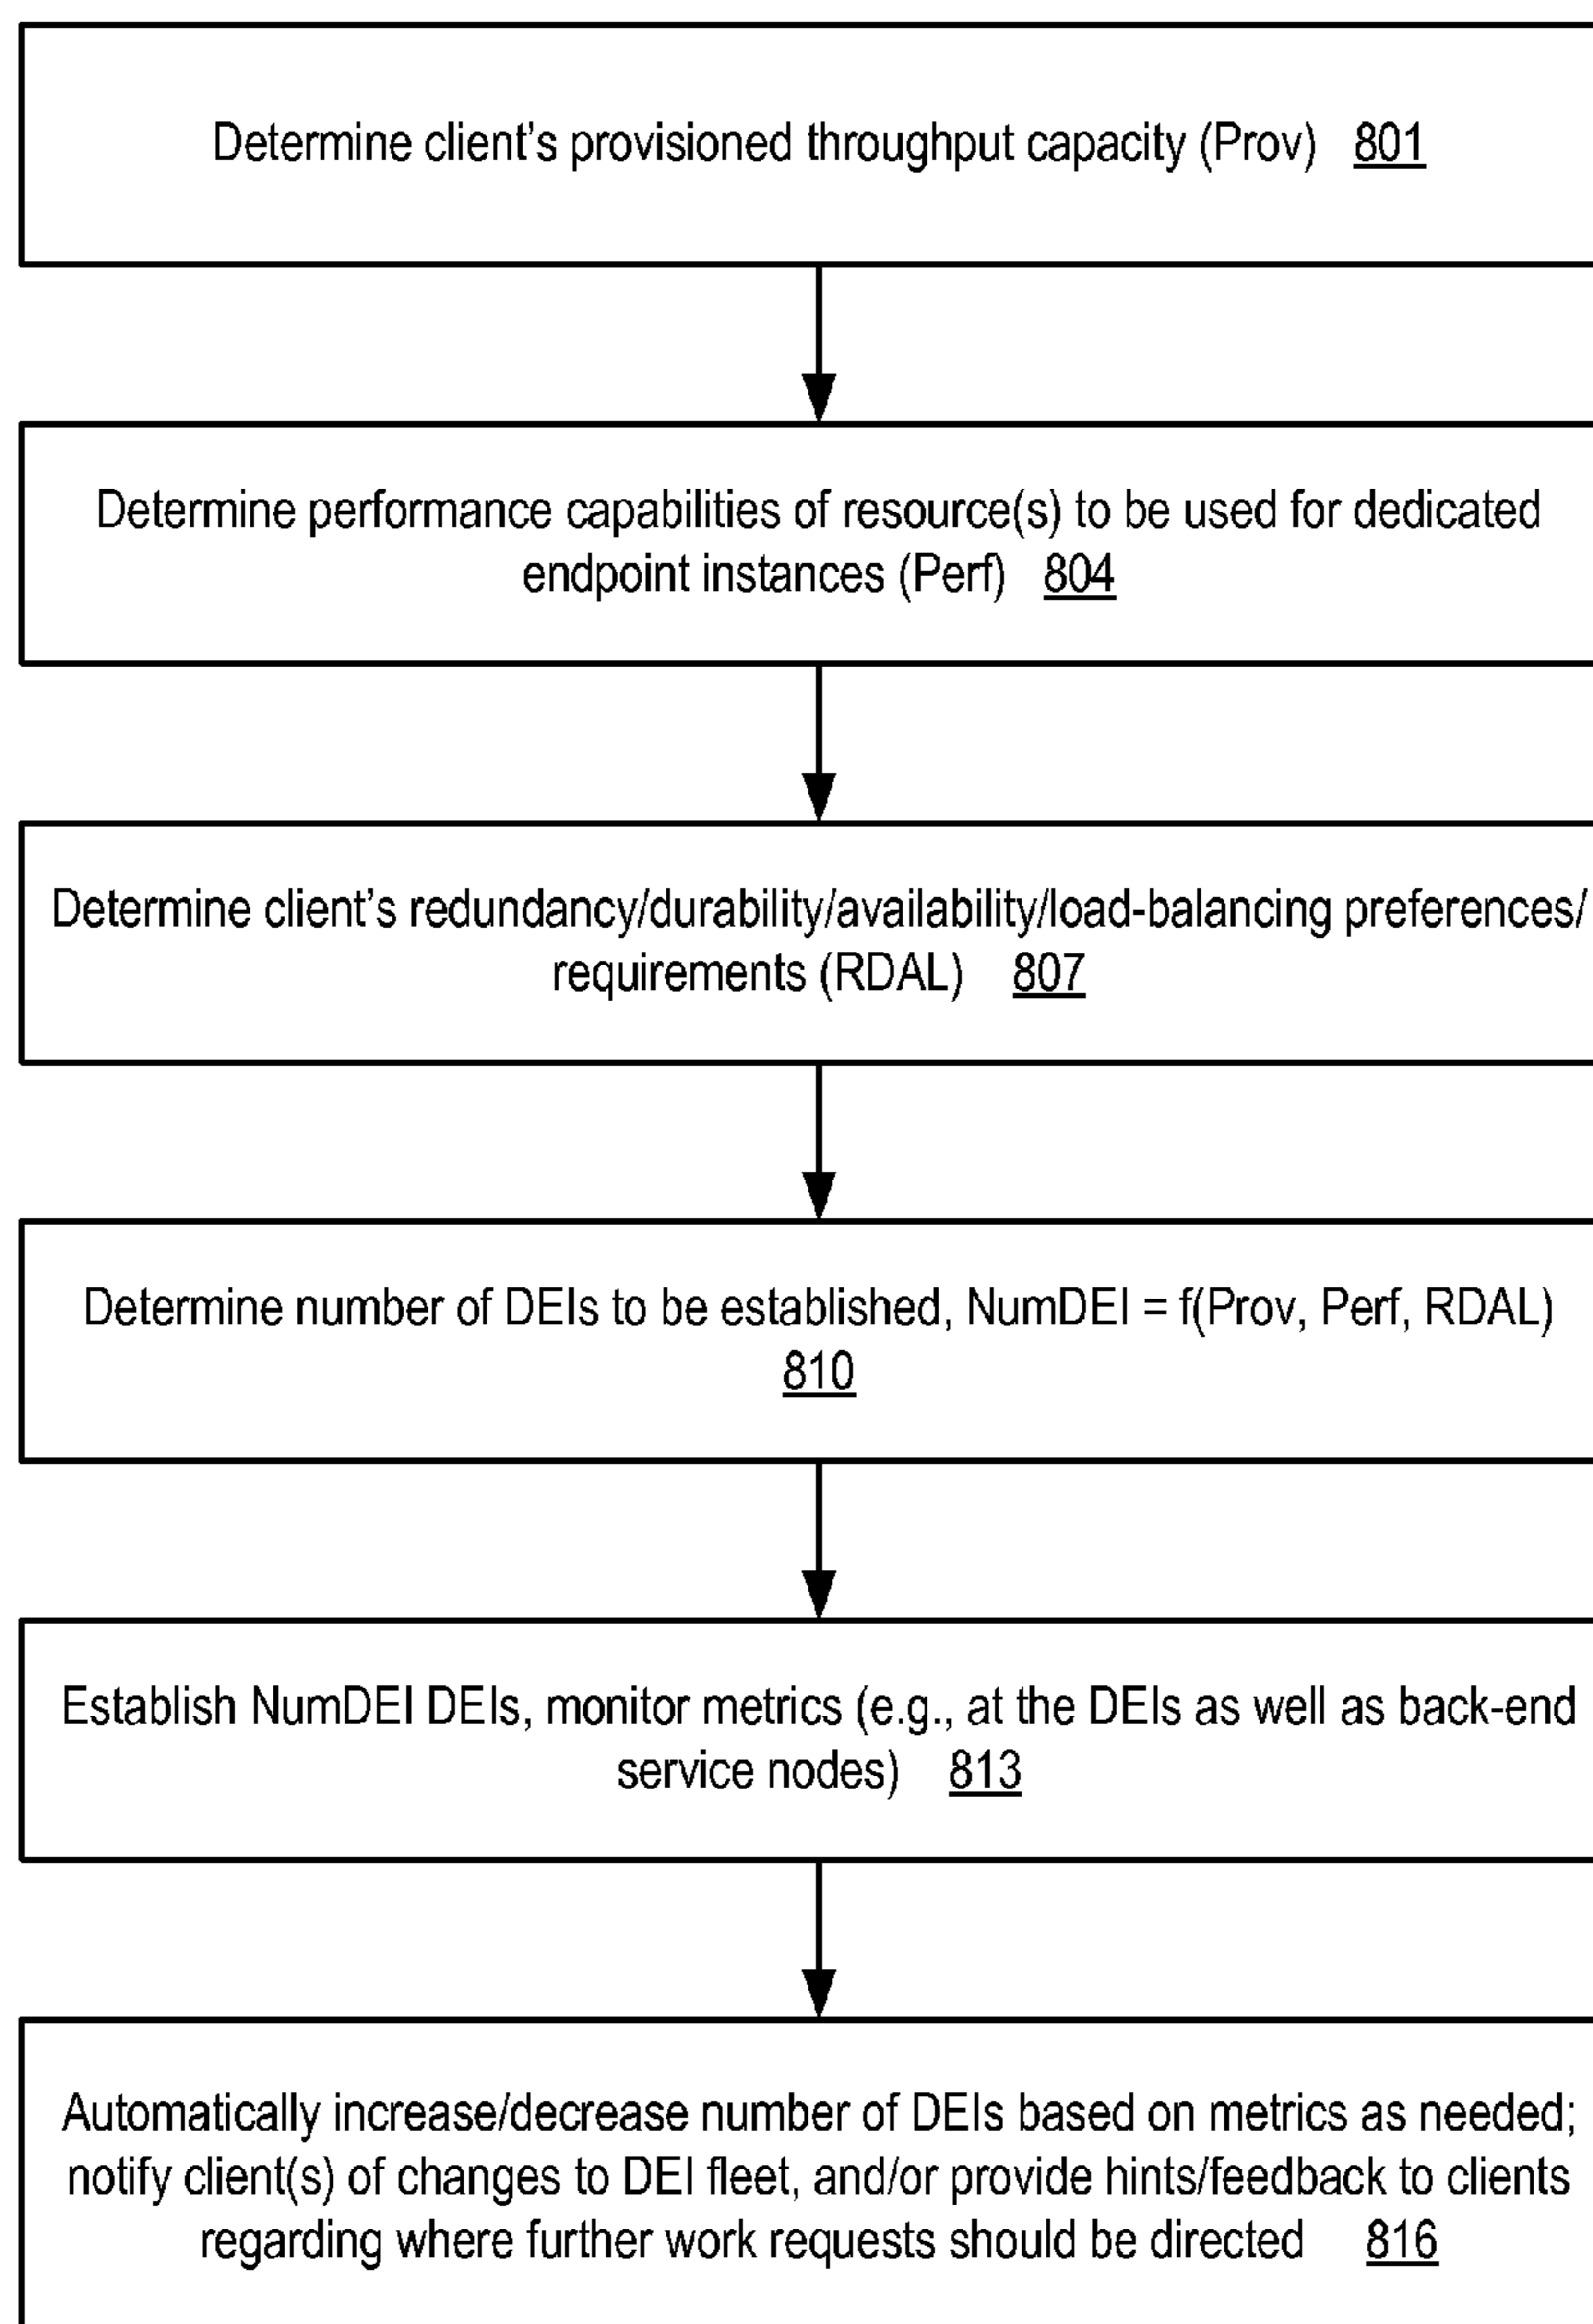 Determine client's provisioned throughput capacity (Prov) 801
Determine performance capabilities of resource(s) to be used for dedicated
endpoint instances (Perf) 804
Determine client's redundancy/durability/availability/load-balancing preferences/
requirements (RDAL) 807
Determine number of DEIs to be established, NumDEI = f(Prov, Perf, RDAL)
810
Establish NumDEI DEIs, monitor metrics (e.g., at the DEIs as well as back-end
service nodes) 813
Automatically increase/decrease number of DEIs based on metrics as needed;
notify client(s) of changes to DEI fleet, and/or provide hints/feedback to clients
regarding where further work requests should be directed 816